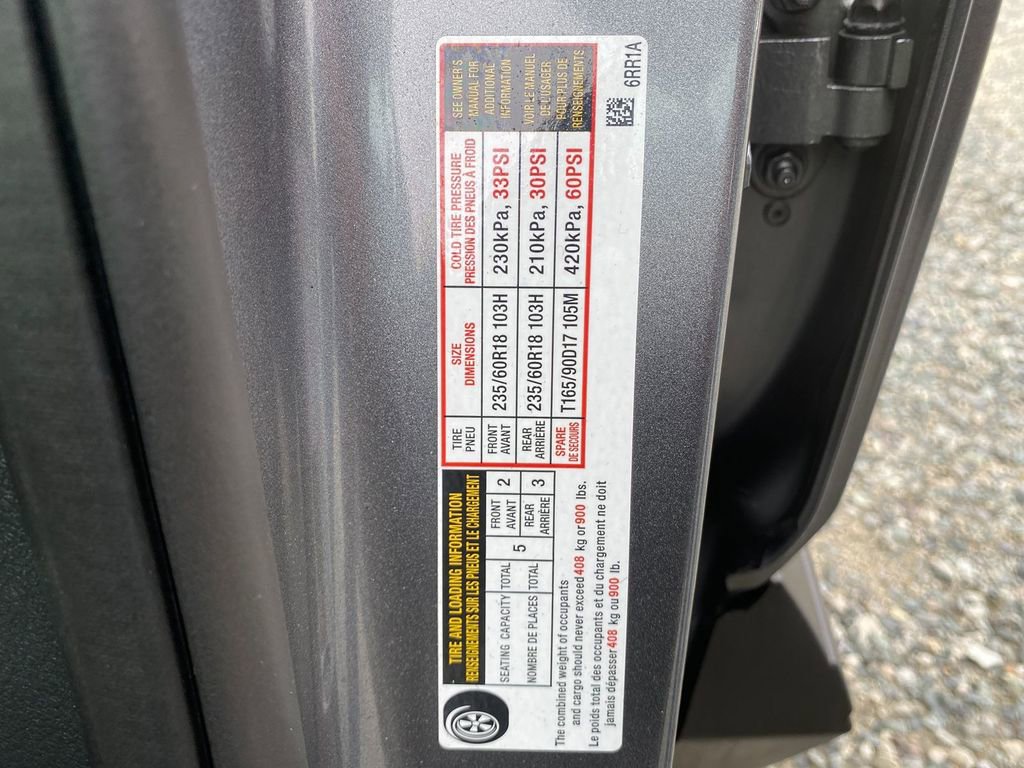 TIRE AND LOADING INFORMATION
RENSEIGNEMENTS SUR LES PNEUS ET LE CHARGEMENT
SEATING CAPACITY TOTAL 5 FRONT AVANT 2
NOMBRE DE PLACES TOTAL REAR ARRIÈRE 3
The combined weight of occupants
and cargo should never exceed 408 kg or 900 lbs.
Le poids total des occupants et du chargement ne doit
jamais dépasser 408 kg ou 900 lb.
TIRE PNEU
SIZE DIMENSIONS
COLD TIRE PRESSURE
PRESSION DES PNEUS À FROID
FRONT AVANT 235/60R18 103H 230kPa, 33PSI
REAR ARRIÈRE 235/60R18 103H 210kPa, 30PSI
SPARE DE SECOURS T165/90D17 105M 420kPa, 60PSI
SEE OWNER'S
MANUAL FOR
ADDITIONAL
INFORMATION
VOIR LE MANUEL
DE L'USAGER
POUR PLUS DE
RENSEIGNEMENTS
6RR1A